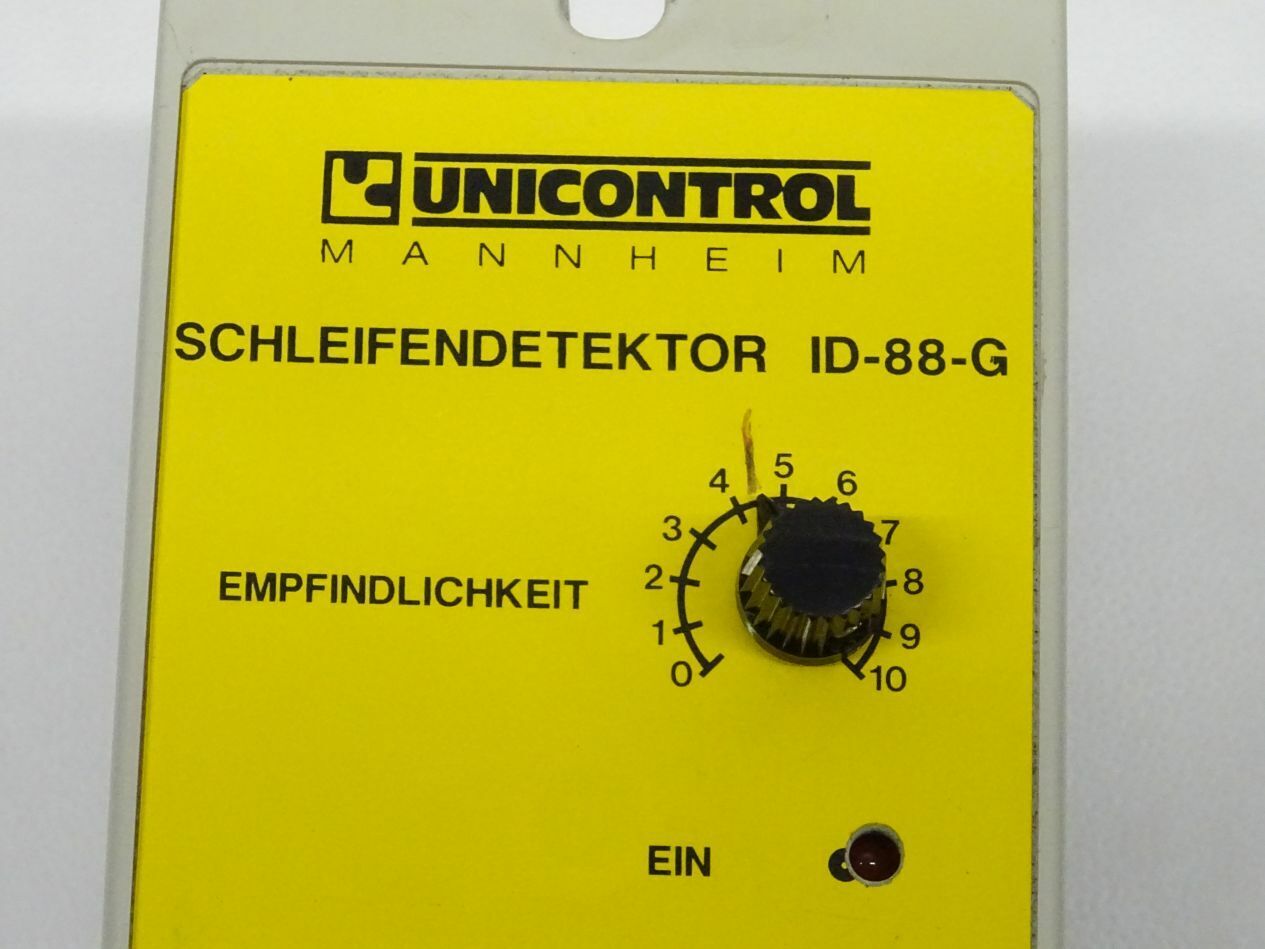 UNICONTROL
MANNHEIM
SCHLEIFENDETEKTOR ID-88-G
EMPFINDLICHKEIT
0
1
2
3
4
5
6
7
8
9
10
EIN